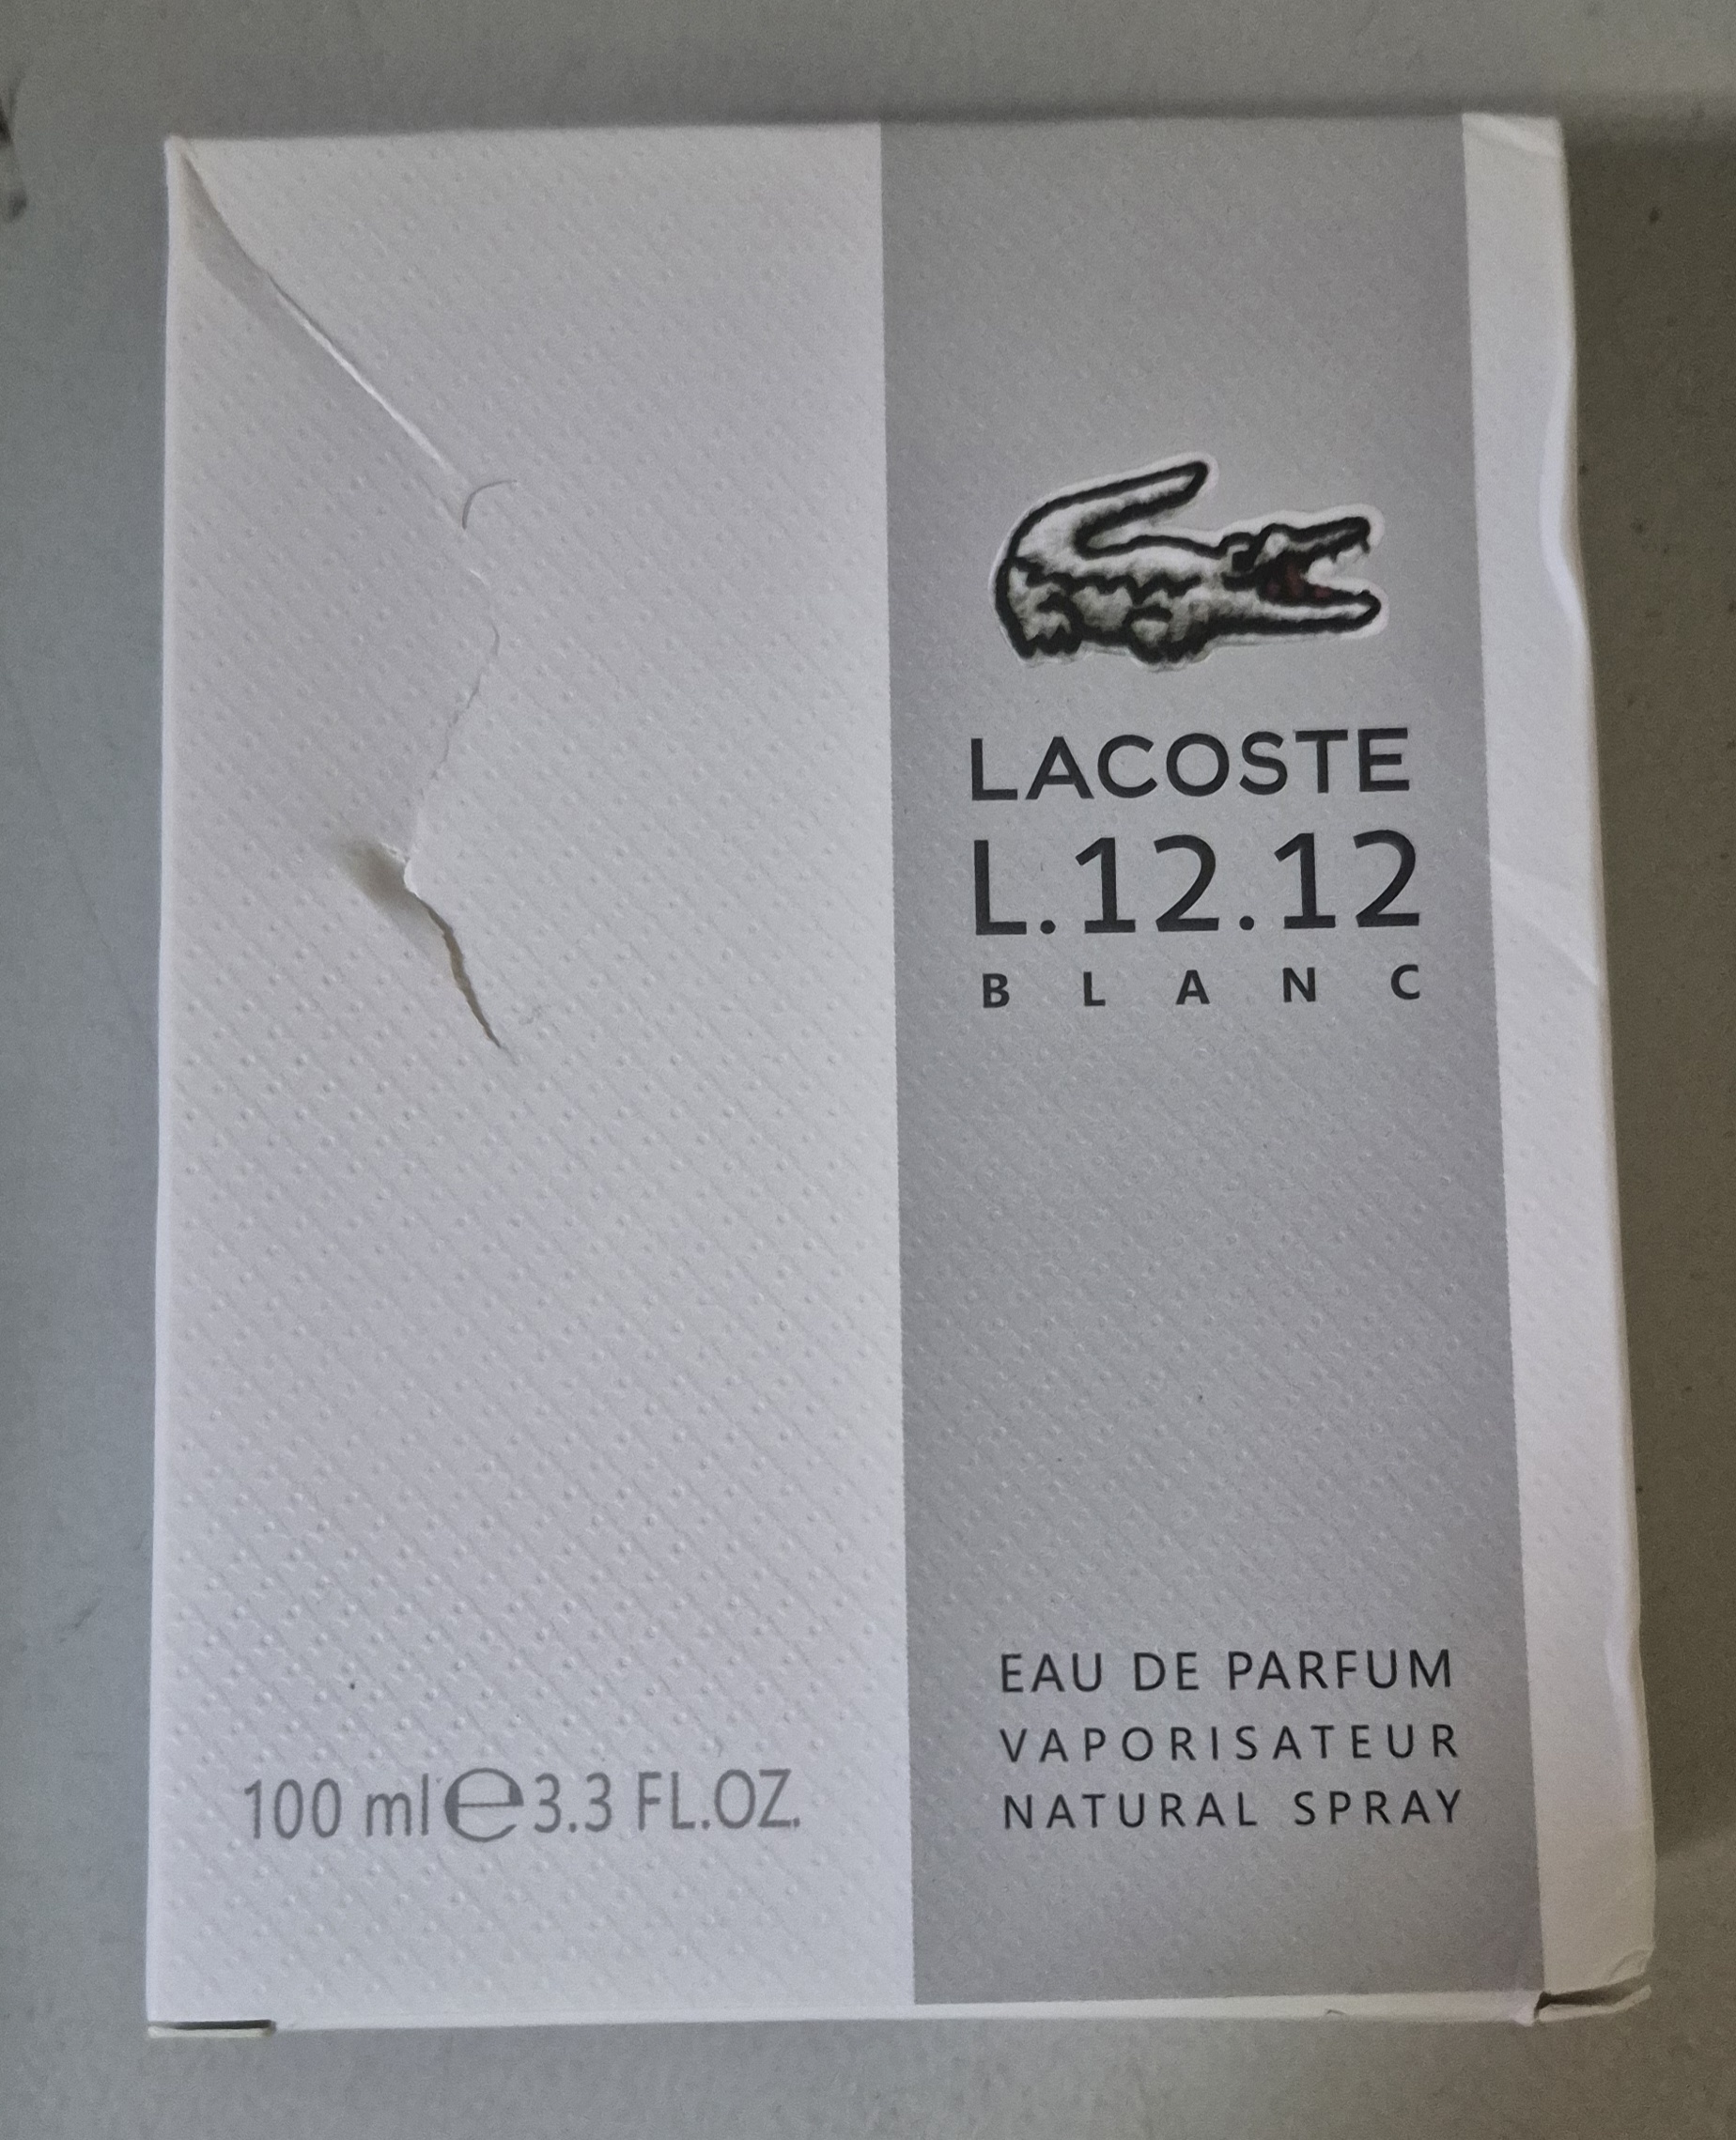 LACOSTE
L.12.12
BLANC
EAU DE PARFUM
VAPORISATEUR
NATURAL SPRAY
100 ml e 3.3 FL.OZ.